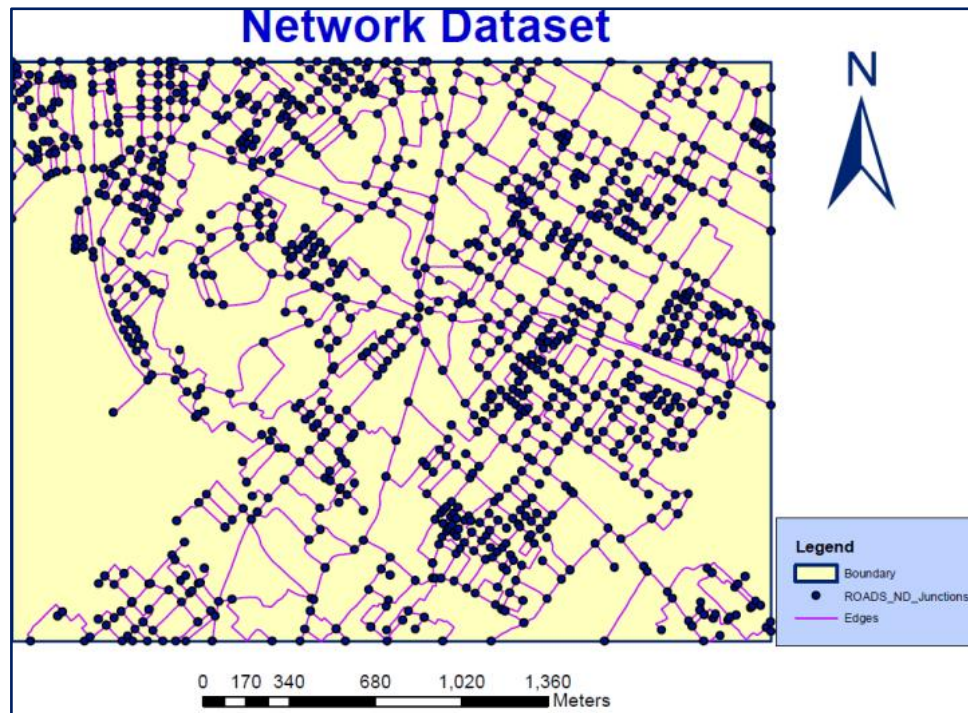 Network Dataset
N
Legend
Boundary
ROADS_ND_Junctions
Edges
0 170 340 680 1,020 1,360
Meters